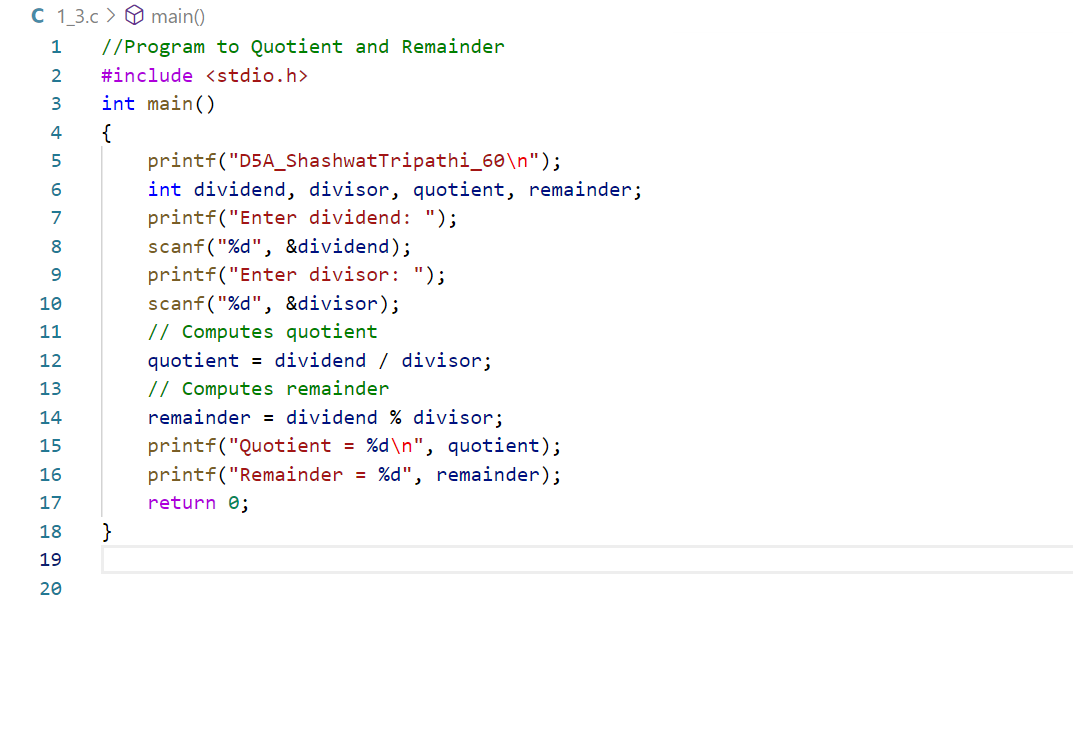 C 1_3.c > main()
1 //Program to Quotient and Remainder
2 #include <stdio.h>
3 int main()
4 {
5     printf("D5A_ShashwatTripathi_60\n");
6     int dividend, divisor, quotient, remainder;
7     printf("Enter dividend: ");
8     scanf("%d", &dividend);
9     printf("Enter divisor: ");
10     scanf("%d", &divisor);
11     // Computes quotient
12     quotient = dividend / divisor;
13     // Computes remainder
14     remainder = dividend % divisor;
15     printf("Quotient = %d\n", quotient);
16     printf("Remainder = %d", remainder);
17     return 0;
18 }
19
20